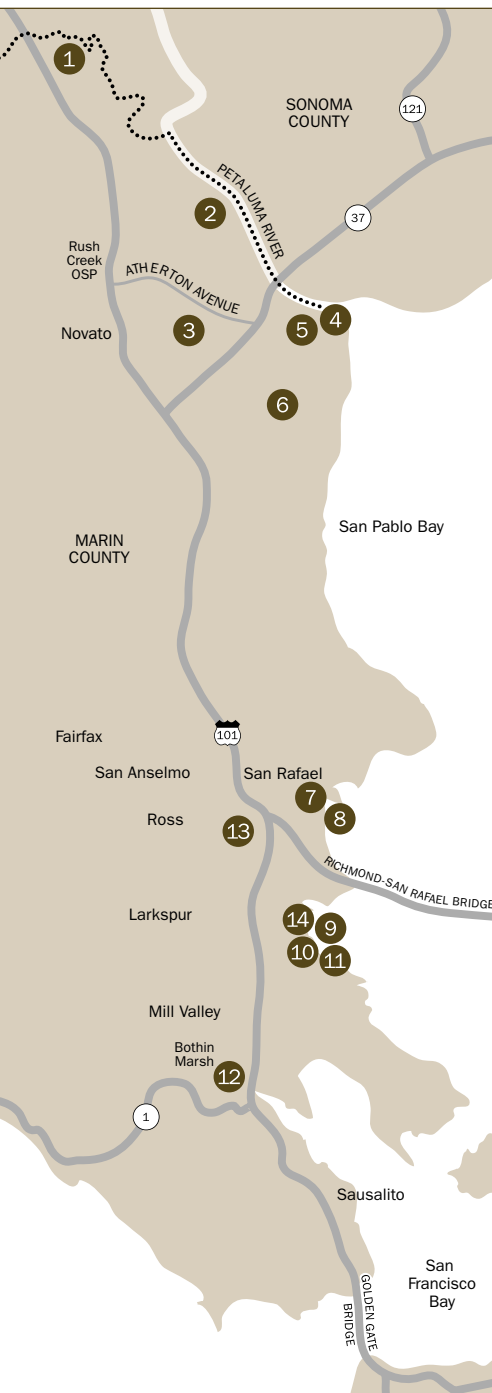 1
SONOMA
COUNTY
121
PETALUMA RIVER
2
37
Rush
Creek
OSP
ATHERTON AVENUE
4
5
3
Novato
6
San Pablo Bay
MARIN
COUNTY
101
Fairfax
San Anselmo
San Rafael
7
8
Ross
13
RICHMOND-SAN RAFAEL BRIDGE
Larkspur
14
9
10
11
Mill Valley
Bothin
Marsh
12
1
Sausalito
San
Francisco
Bay
GOLDEN GATE
BRIDGE